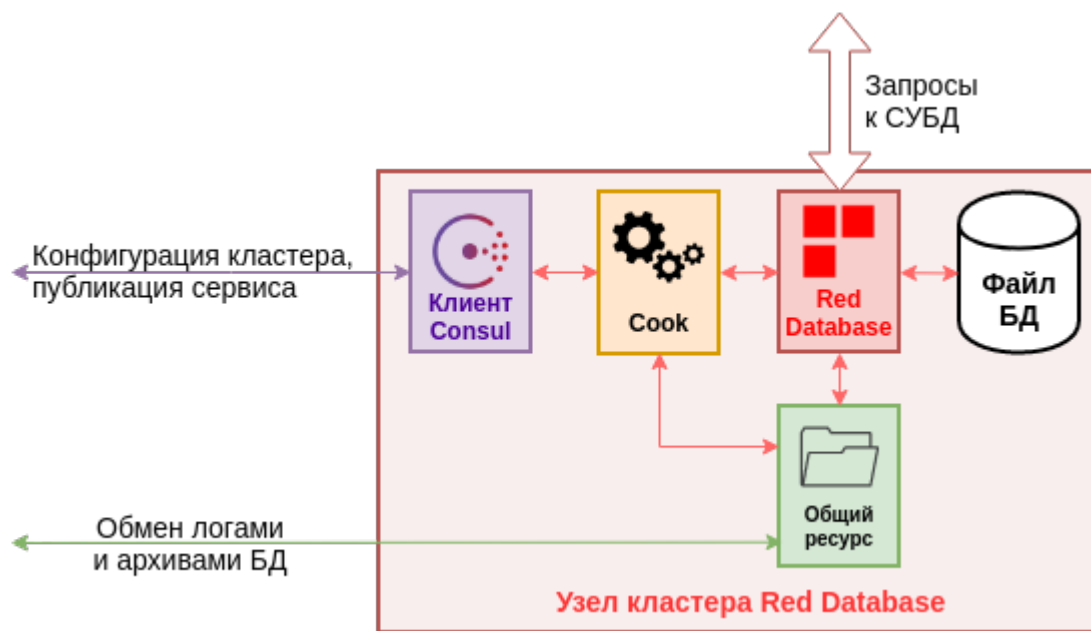 Запросы
к СУБД
Конфигурация кластера,
публикация сервиса
Клиент
Consul
Cook
Red
Database
Файл
БД
Общий
ресурс
Обмен логами
и архивами БД
Узел кластера Red Database